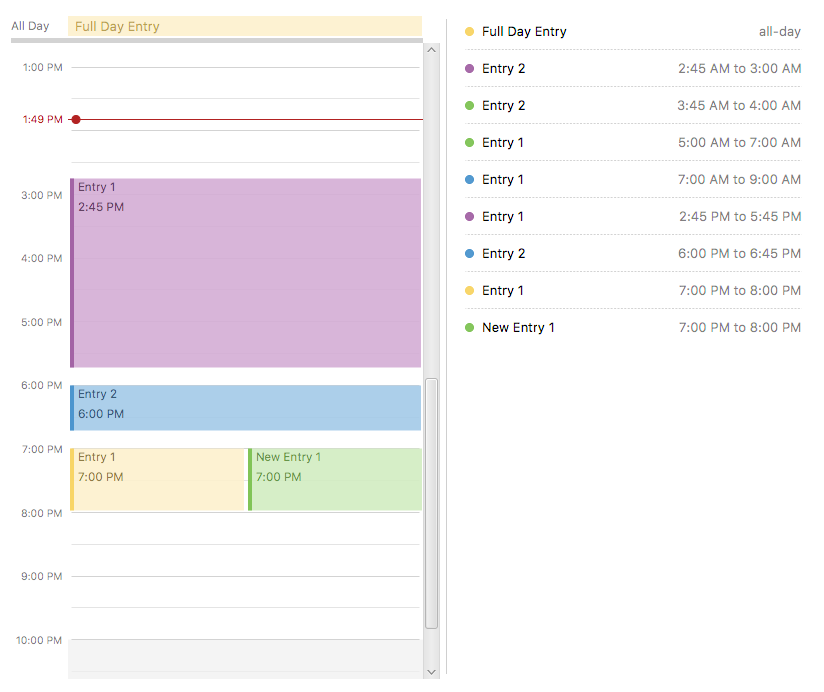 All Day
Full Day Entry
1:00 PM
1:49 PM
3:00 PM
Entry 1
2:45 PM
4:00 PM
5:00 PM
6:00 PM
Entry 2
6:00 PM
7:00 PM
Entry 1
7:00 PM
New Entry 1
7:00 PM
8:00 PM
9:00 PM
10:00 PM
Full Day Entry all-day
Entry 2 2:45 AM to 3:00 AM
Entry 2 3:45 AM to 4:00 AM
Entry 1 5:00 AM to 7:00 AM
Entry 1 7:00 AM to 9:00 AM
Entry 1 2:45 PM to 5:45 PM
Entry 2 6:00 PM to 6:45 PM
Entry 1 7:00 PM to 8:00 PM
New Entry 1 7:00 PM to 8:00 PM